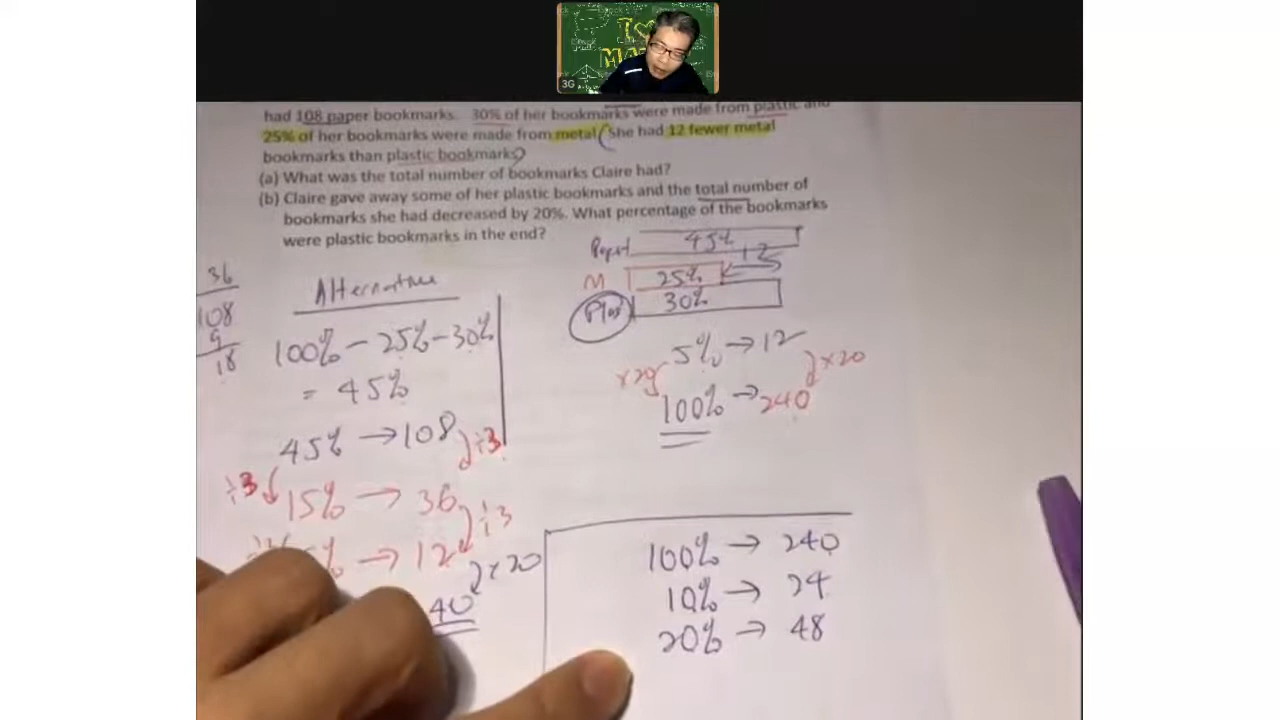 I ♡
MA
3G
had 108 paper bookmarks. 30% of her bookmarks were made from plastic and
25% of her bookmarks were made from metal (She had 12 fewer metal
bookmarks than plastic bookmarks)
(a) What was the total number of bookmarks Claire had?
(b) Claire gave away some of her plastic bookmarks and the total number of
bookmarks she had decreased by 20%. What percentage of the bookmarks
were plastic bookmarks in the end?
45%
M 25% 12
30%
36
108
9
18
Alternative
100% - 25% - 30%
= 45%
45% → 108
÷3 ÷3
15% → 36
÷3
% → 12
×20
40
5% → 12
×20 ×20
100% → 240
100% → 240
10% → 24
20% → 48